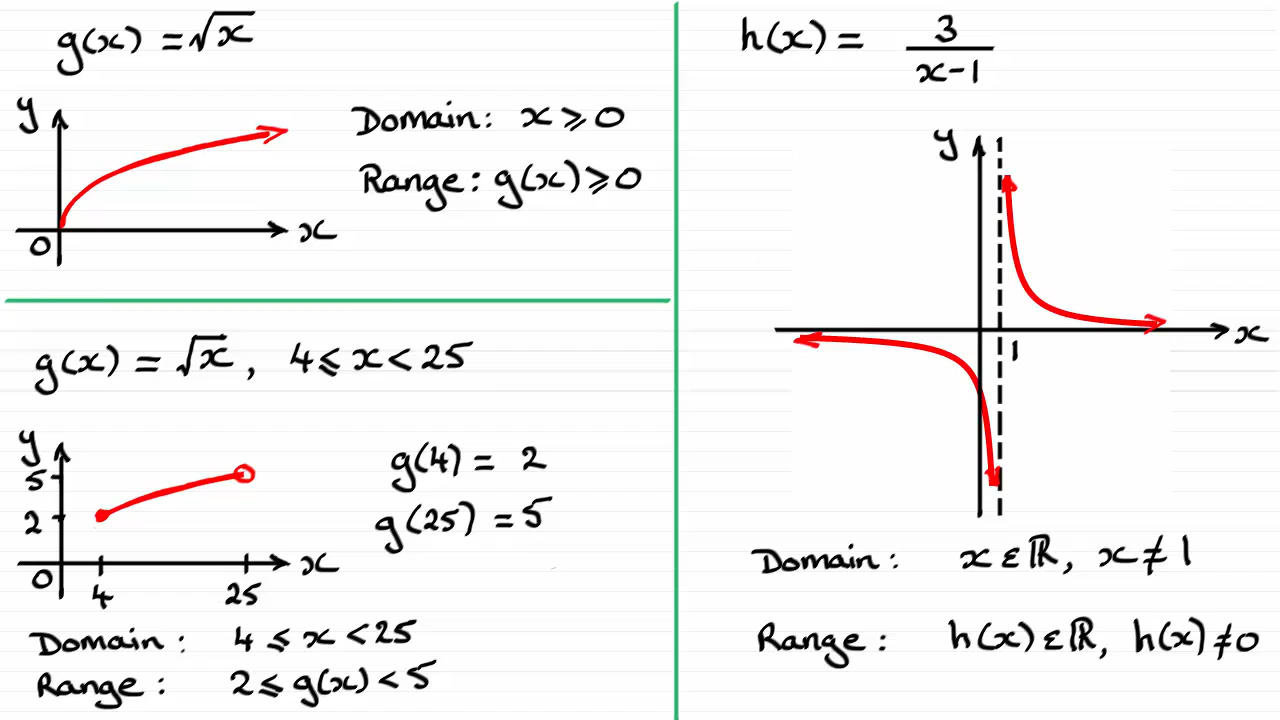 g(x) = √x
y
Domain: x ⩾ 0
Range: g(x) ⩾ 0
x
0
g(x) = √x, 4 ⩽ x < 25
y
5
2
0
4
25
x
g(4) = 2
g(25) = 5
Domain: 4 ⩽ x < 25
Range: 2 ⩽ g(x) < 5
h(x) = 3/(x-1)
y
x
1
Domain: x ε ℝ, x ≠ 1
Range: h(x) ε ℝ, h(x) ≠ 0